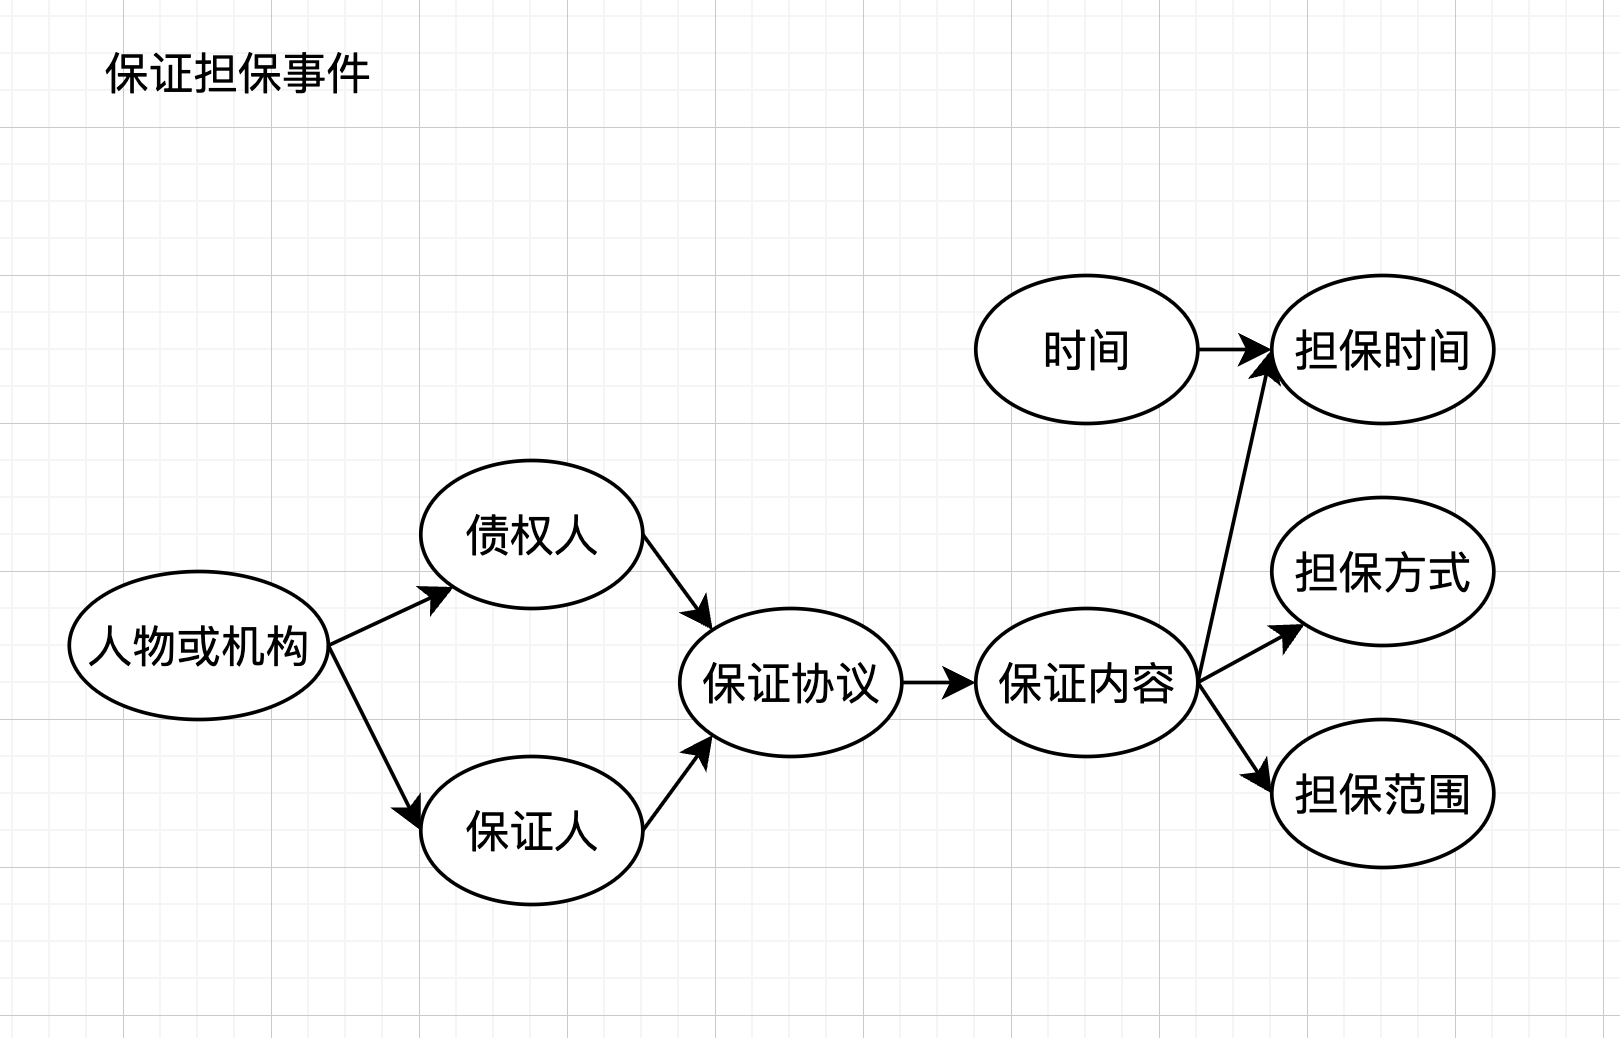 保证担保事件
时间
担保时间
债权人
担保方式
人物或机构
保证协议
保证内容
保证人
担保范围